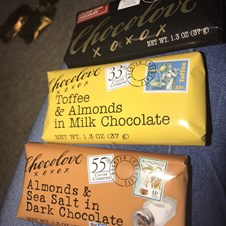 Chocolove
XOXOX
NET WT. 1.3 OZ (37 g)
Chocolove
XOXOX
33%
Toffee
& Almonds
in Milk Chocolate
NET WT. 1.3 OZ (37 g)
Chocolove
XOXOX
55%
Almonds &
Sea Salt in
Dark Chocolate